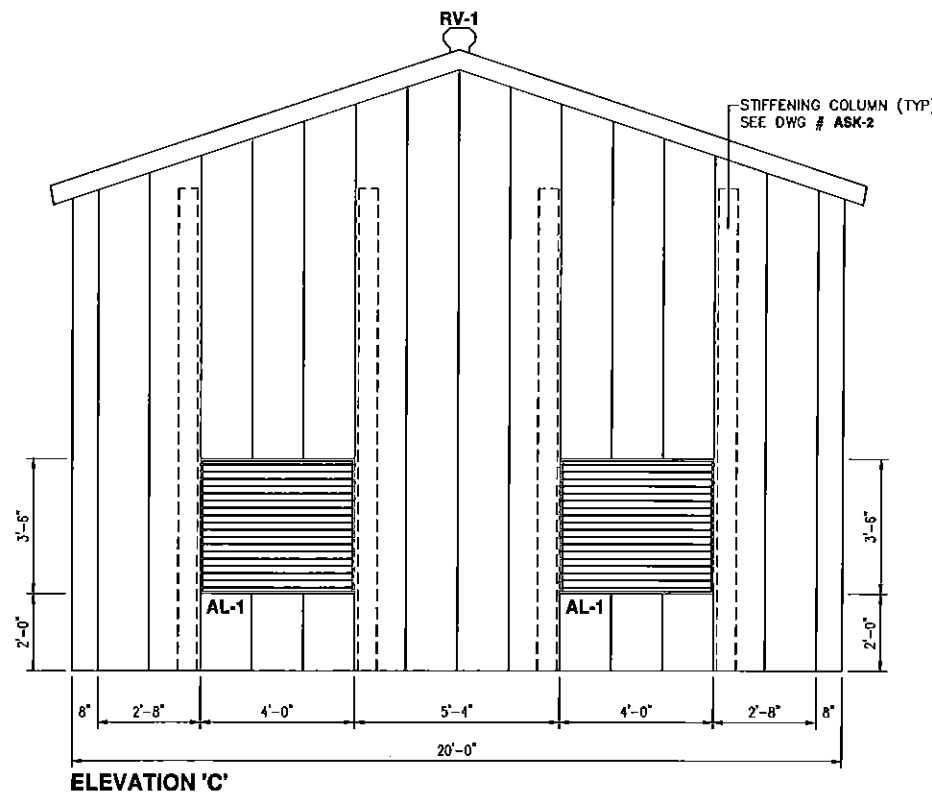 RV-1
STIFFENING COLUMN (TYP)
SEE DWG # ASK-2
3'-6"
3'-6"
AL-1
AL-1
2'-0"
2'-0"
8"
2'-8"
4'-0"
5'-4"
4'-0"
2'-8"
8"
20'-0"
ELEVATION 'C'